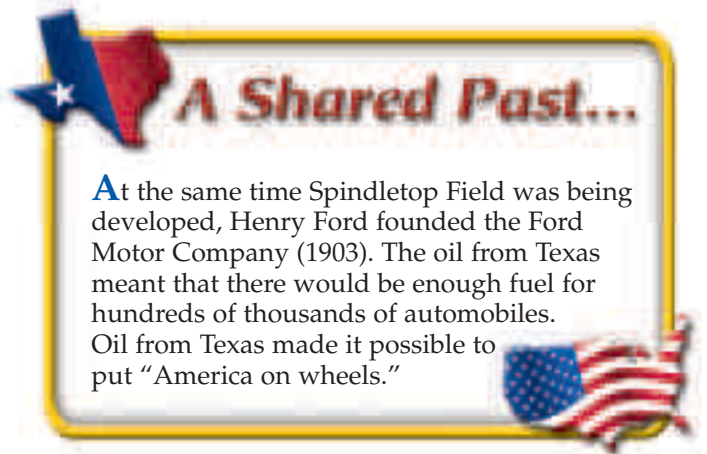 A Shared Past...
At the same time Spindletop Field was being
developed, Henry Ford founded the Ford
Motor Company (1903). The oil from Texas
meant that there would be enough fuel for
hundreds of thousands of automobiles.
Oil from Texas made it possible to
put “America on wheels.”